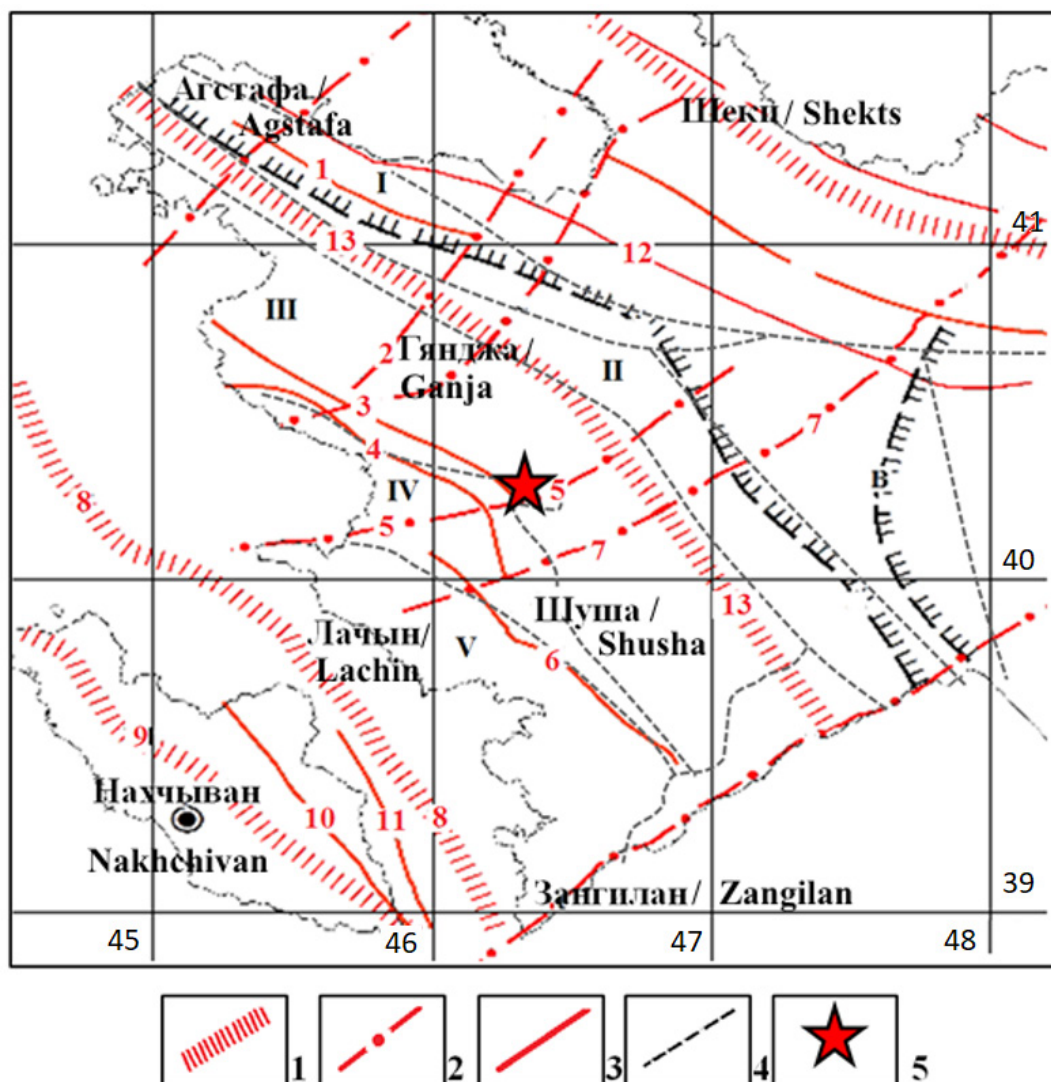 Агстафа /
Agstafa
Шеки / Shekts
1
I
41
13
12
III
2
Гянджа /
Ganja
II
3
7
4
В
8
IV
5
5
7
40
Шуша /
Shusha
13
Лачын/
Lachin
V
6
9
Нахчыван
10
11
8
Nakhchivan
Зангилан / Zangilan
39
45
46
47
48
1
2
3
4
5